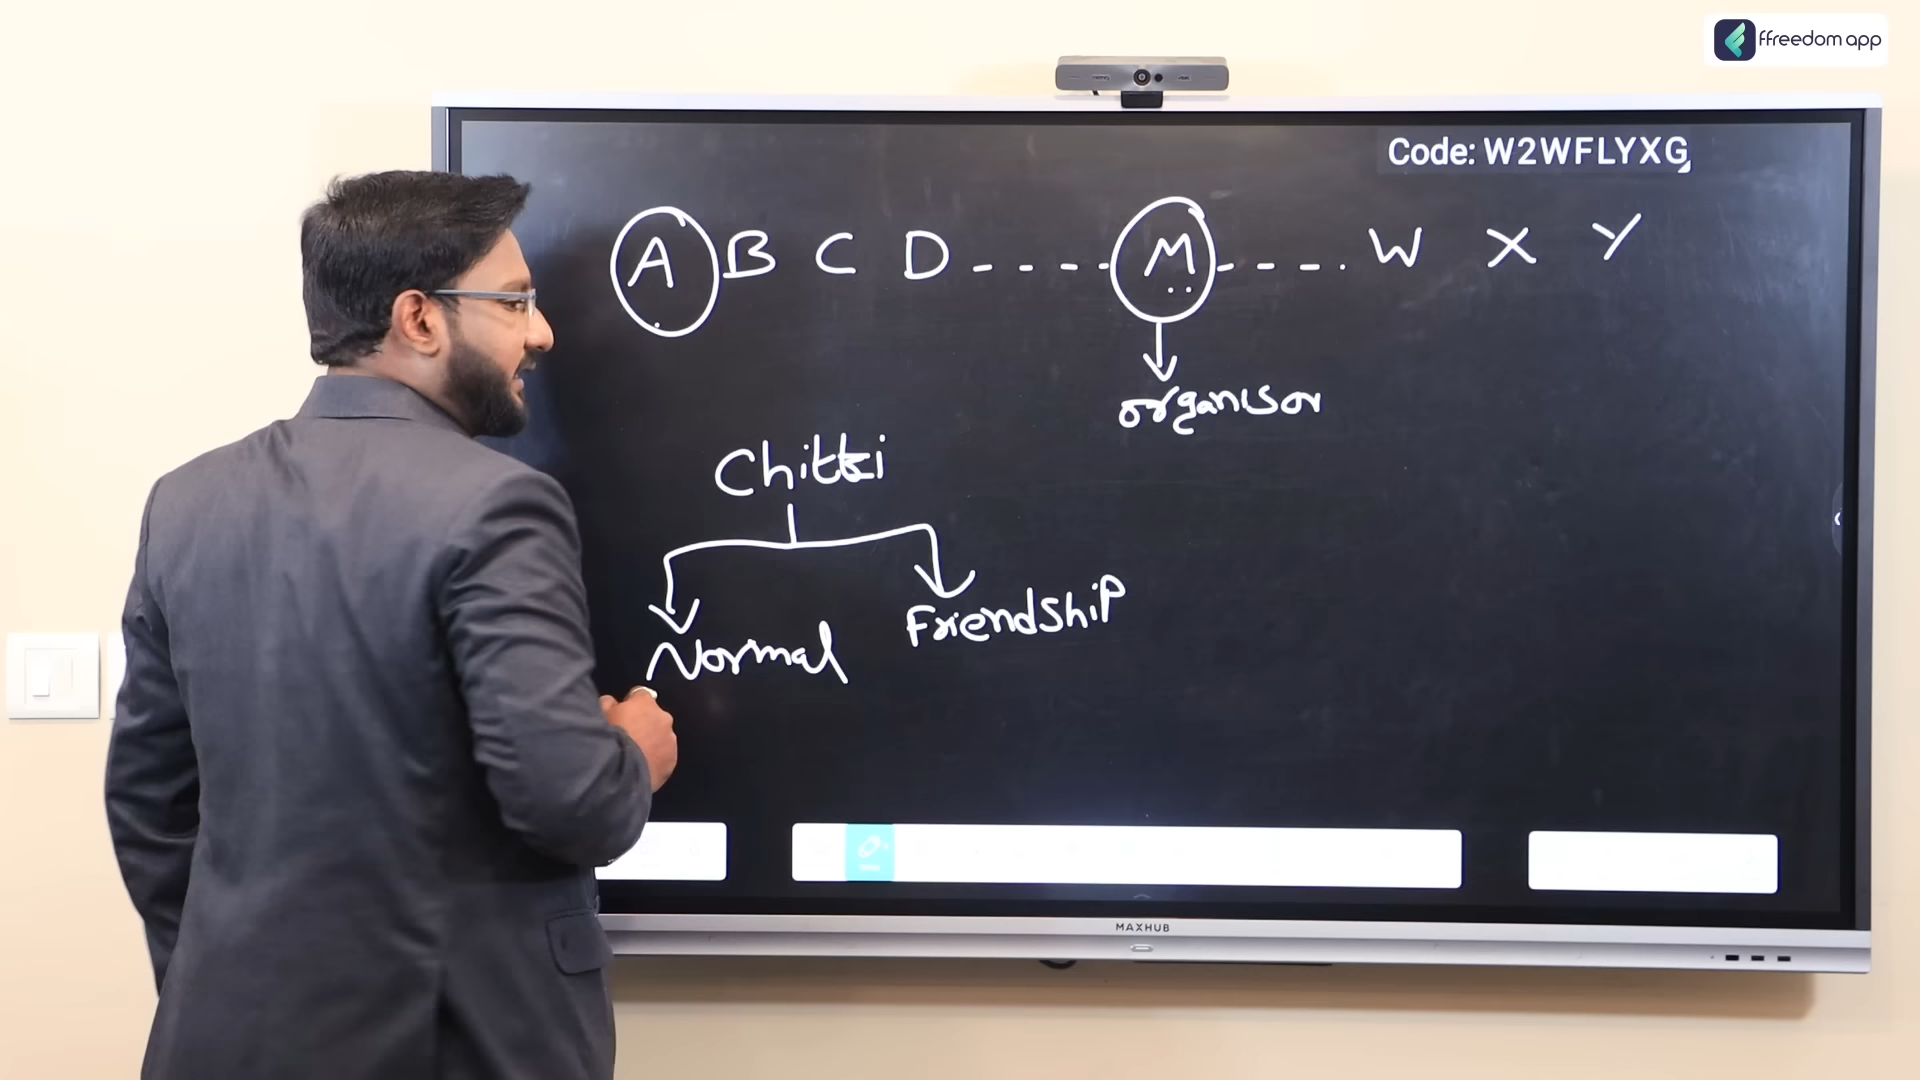 ffreedom app
Code: W2WFLYXG
A B C D - - - - M - - - - W X Y
organisor
Chitti
Normal Friendship
MAXHUB